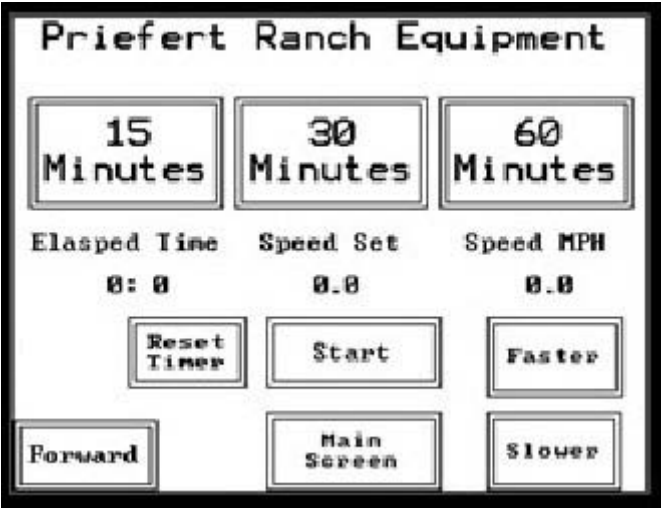 Priefert Ranch Equipment
15 Minutes
30 Minutes
60 Minutes
Elasped Time
Speed Set
Speed MPH
0: 0
0.0
0.0
Reset Timer
Start
Faster
Forward
Main Screen
Slower